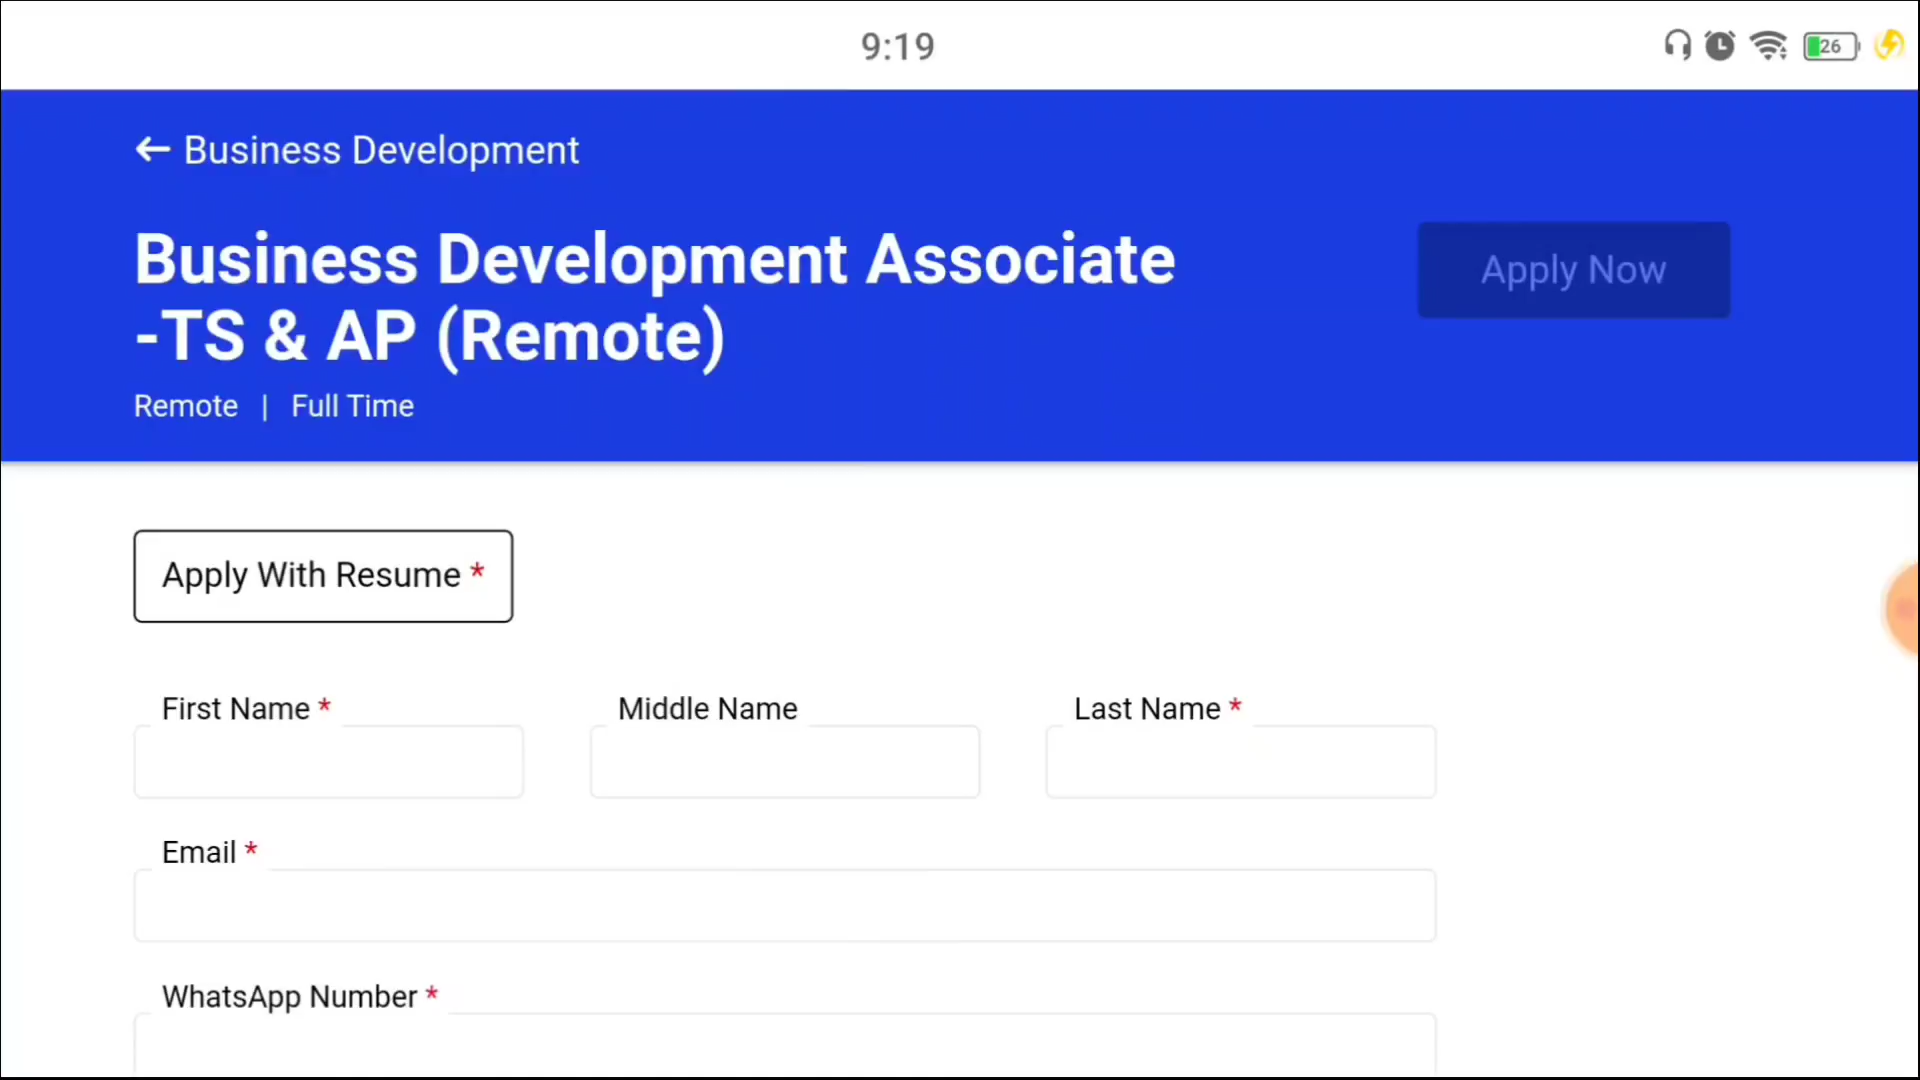 9:19
26
← Business Development
Business Development Associate
-TS & AP (Remote)
Apply Now
Remote | Full Time
Apply With Resume *
First Name *
Middle Name
Last Name *
Email *
WhatsApp Number *